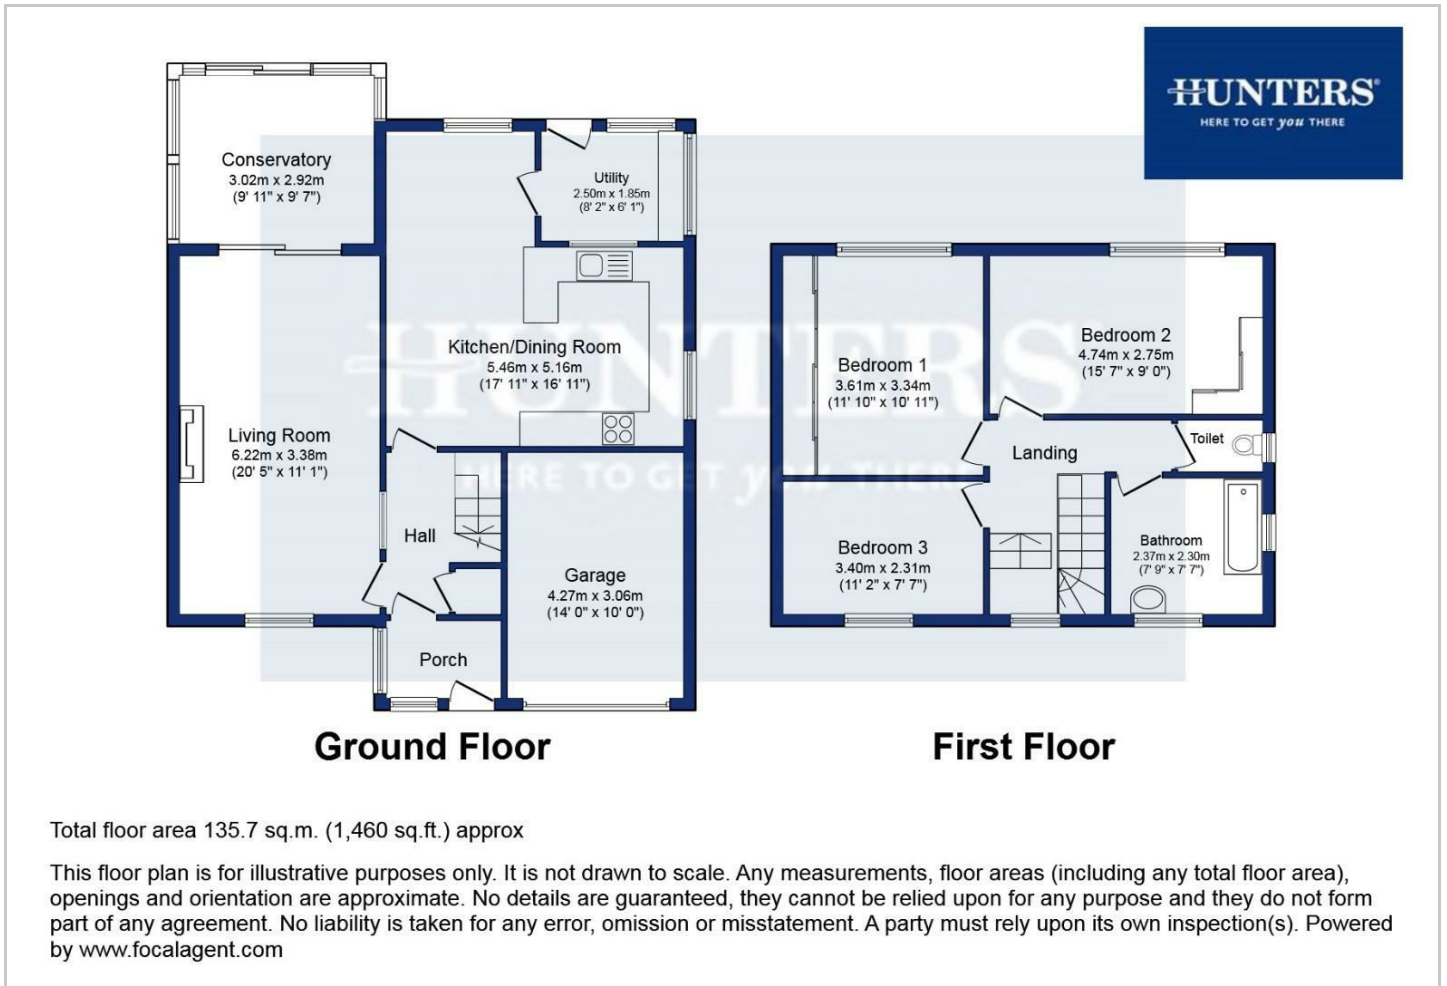 HUNTERS®
HERE TO GET you THERE
Conservatory
3.02m x 2.92m
(9' 11" x 9' 7")
Utility
2.50m x 1.85m
(8' 2" x 6' 1")
Kitchen/Dining Room
5.46m x 5.16m
(17' 11" x 16' 11")
Living Room
6.22m x 3.38m
(20' 5" x 11' 1")
Hall
Garage
4.27m x 3.06m
(14' 0" x 10' 0")
Porch
Ground Floor
Bedroom 1
3.61m x 3.34m
(11' 10" x 10' 11")
Bedroom 2
4.74m x 2.75m
(15' 7" x 9' 0")
Toilet
Landing
Bedroom 3
3.40m x 2.31m
(11' 2" x 7' 7")
Bathroom
2.37m x 2.30m
(7' 9" x 7' 7")
First Floor
HUNTERS
HERE TO GET you THERE
Total floor area 135.7 sq.m. (1,460 sq.ft.) approx
This floor plan is for illustrative purposes only. It is not drawn to scale. Any measurements, floor areas (including any total floor area),
openings and orientation are approximate. No details are guaranteed, they cannot be relied upon for any purpose and they do not form
part of any agreement. No liability is taken for any error, omission or misstatement. A party must rely upon its own inspection(s). Powered
by www.focalagent.com